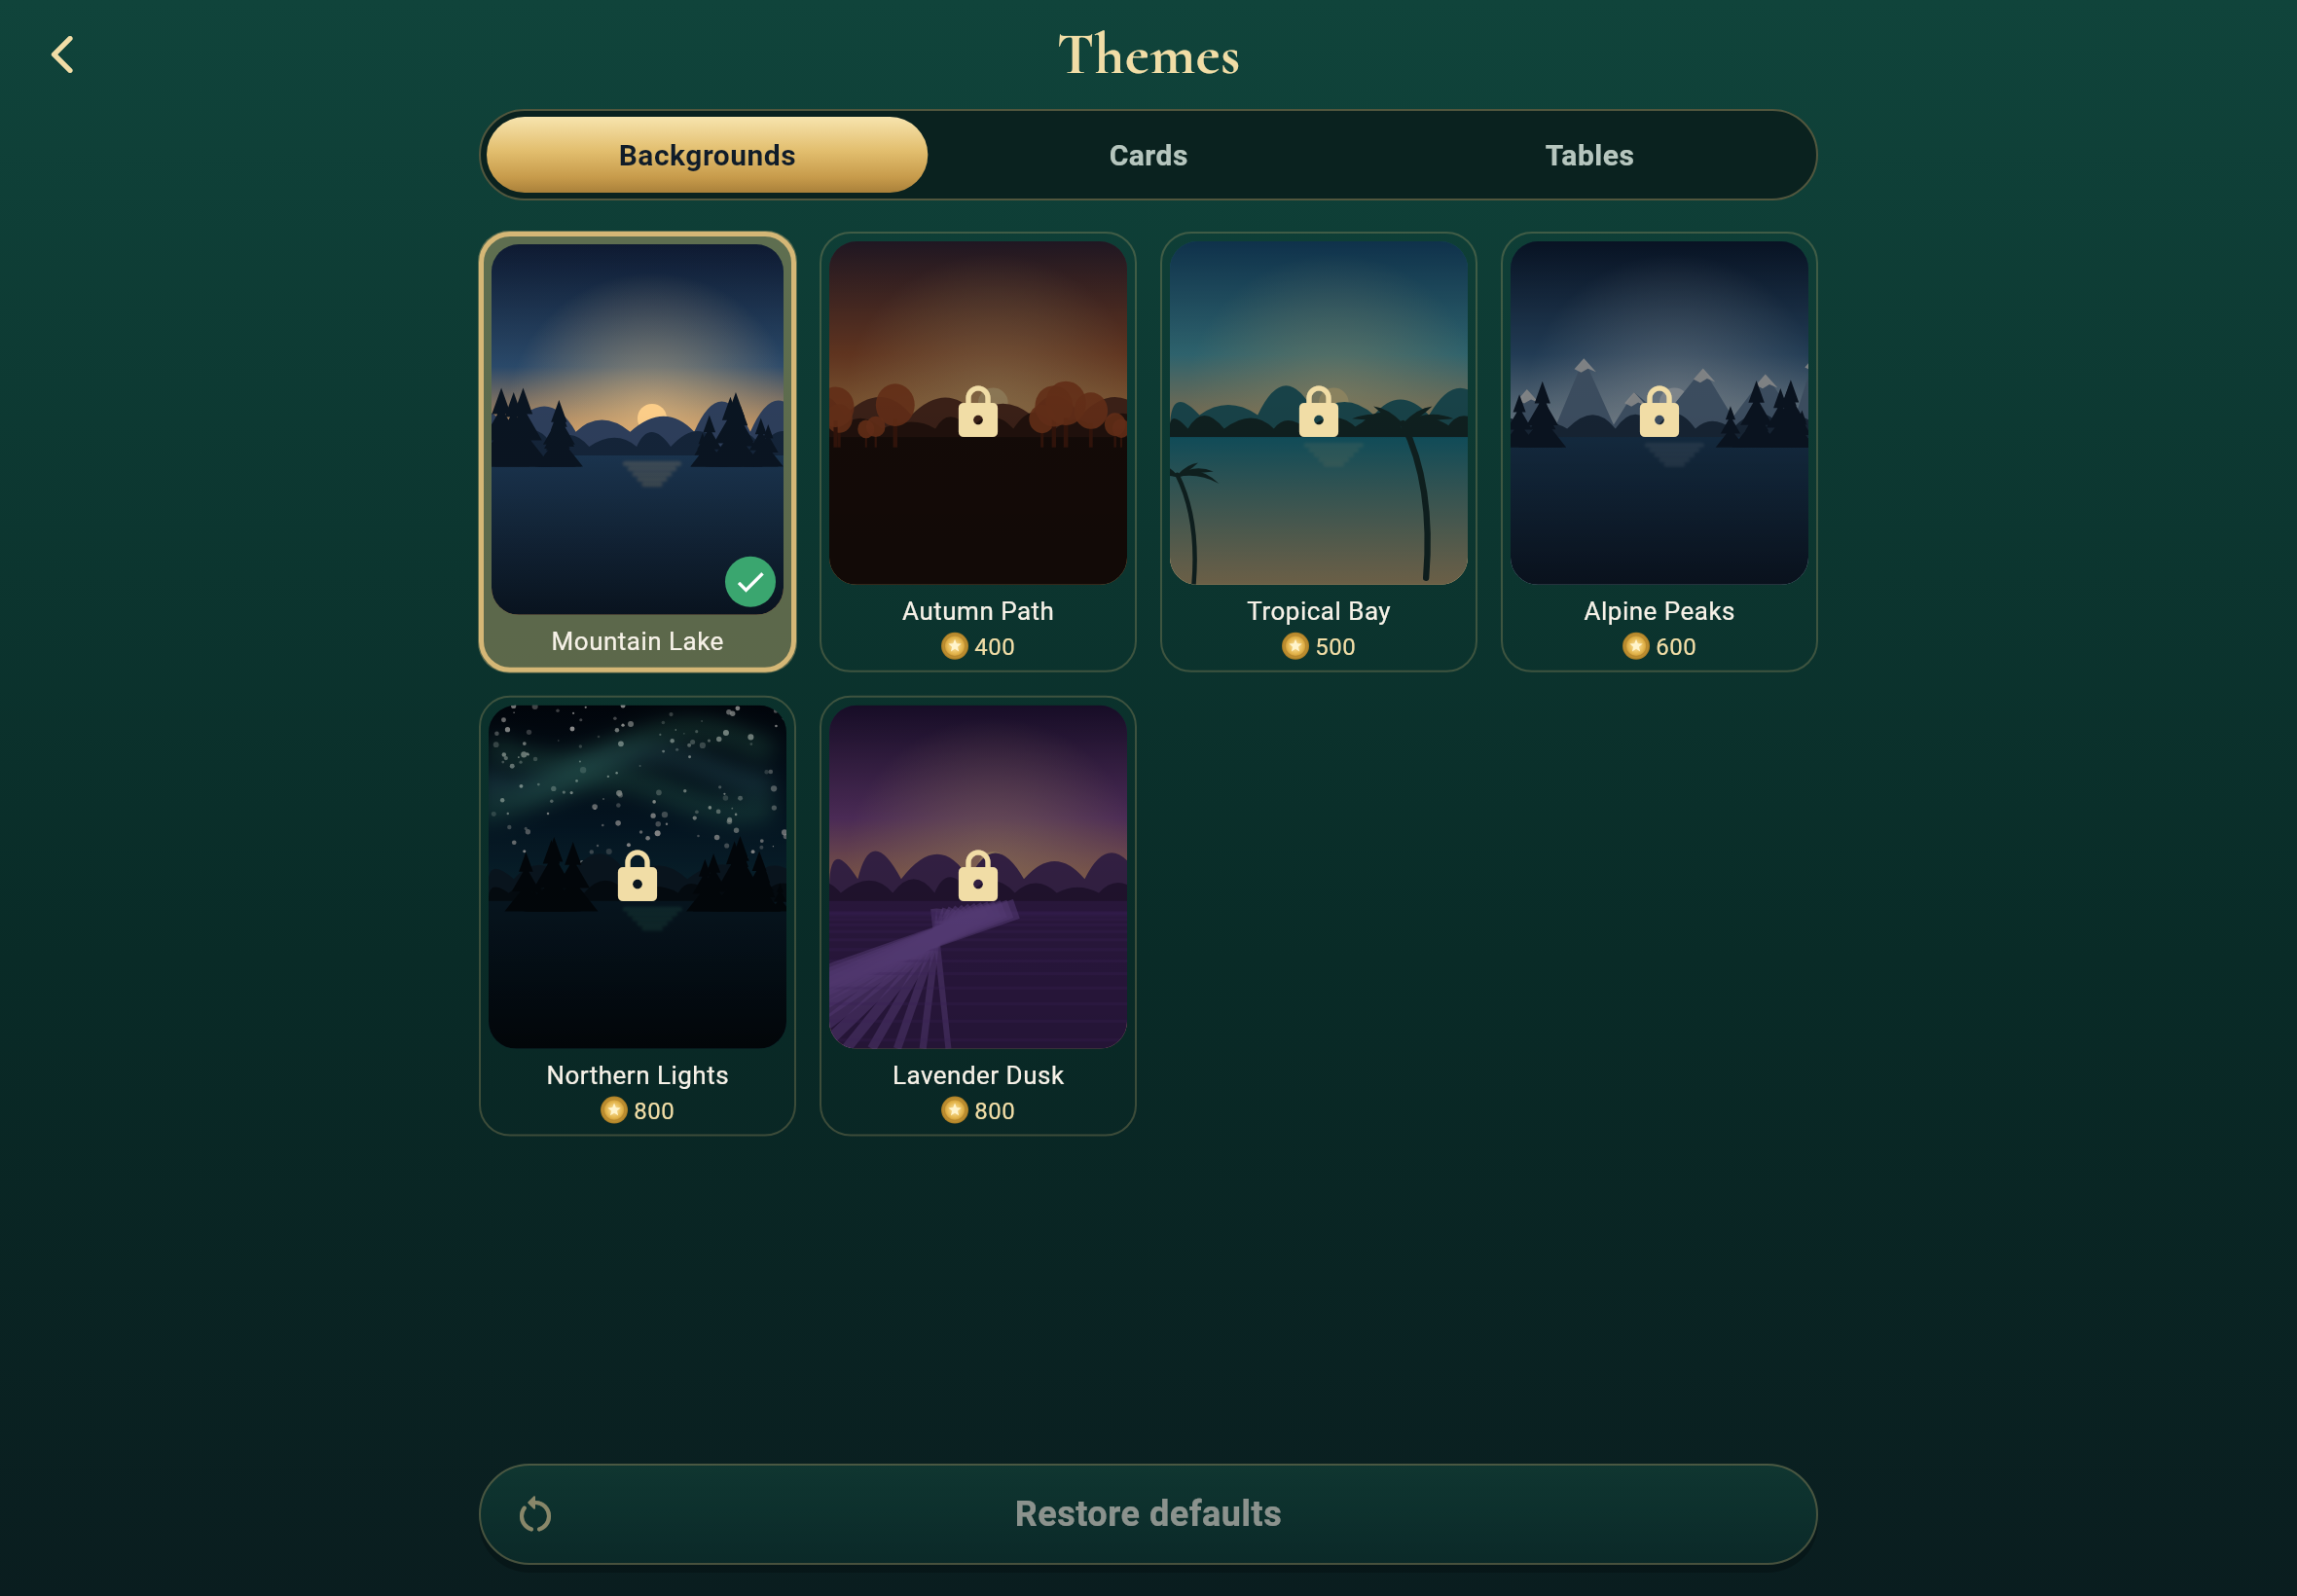 Themes
Backgrounds
Cards
Tables
Mountain Lake
Autumn Path
400
Tropical Bay
500
Alpine Peaks
600
Northern Lights
800
Lavender Dusk
800
Restore defaults